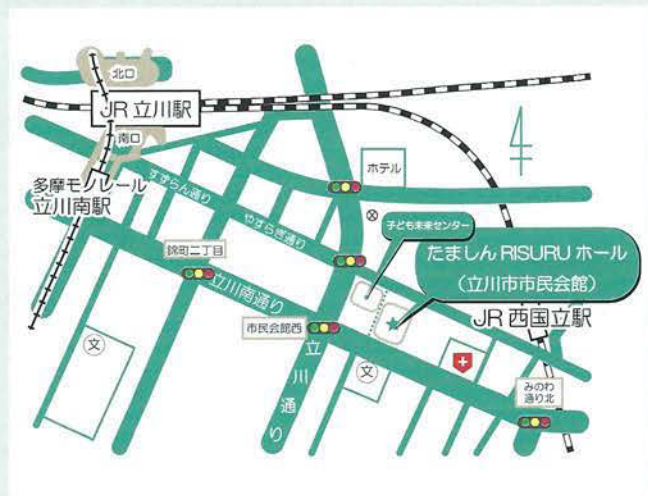 北口
JR 立川駅
南口
多摩モノレール
立川南駅
すずらん通り
やすらぎ通り
ホテル
子ども未来センター
たましん RISURU ホール
（立川市市民会館）
錦町二丁目
立川南通り
市民会館西
立川通り
JR 西国立駅
文
文
みのわ
通り北